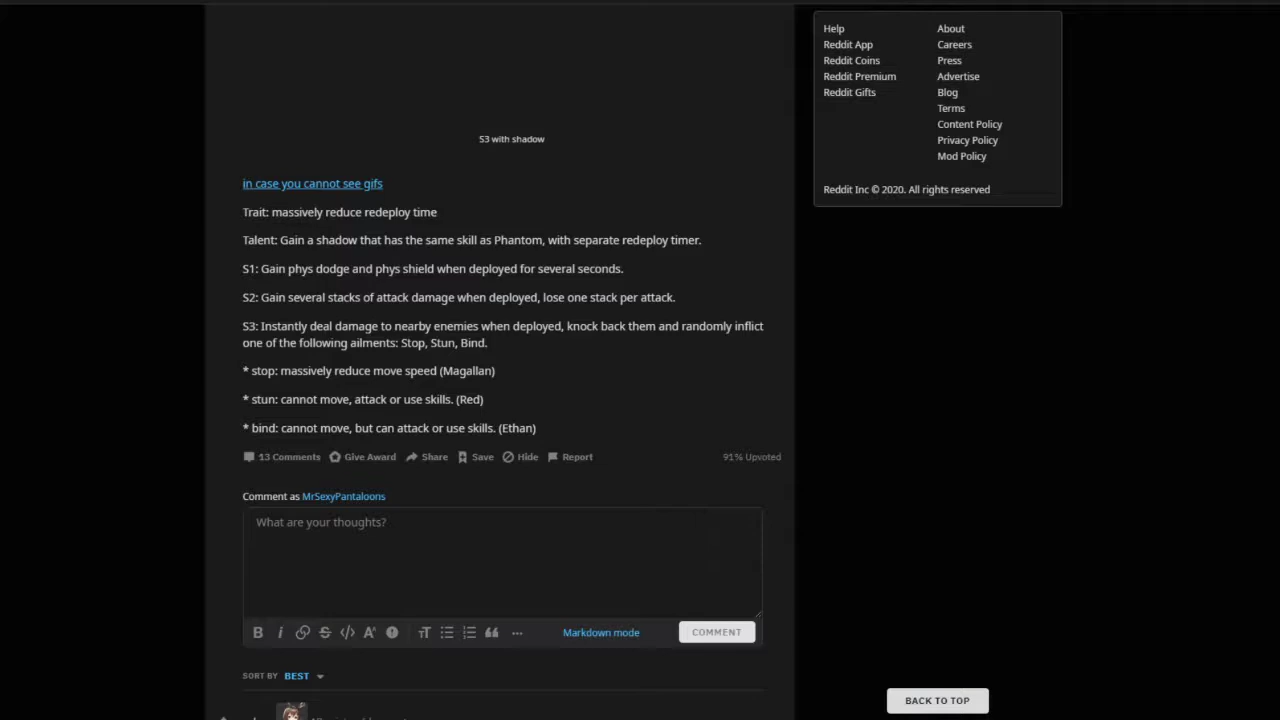 S3 with shadow
in case you cannot see gifs
Trait: massively reduce redeploy time
Talent: Gain a shadow that has the same skill as Phantom, with separate redeploy timer.
S1: Gain phys dodge and phys shield when deployed for several seconds.
S2: Gain several stacks of attack damage when deployed, lose one stack per attack.
S3: Instantly deal damage to nearby enemies when deployed, knock back them and randomly inflict
one of the following ailments: Stop, Stun, Bind.
* stop: massively reduce move speed (Magallan)
* stun: cannot move, attack or use skills. (Red)
* bind: cannot move, but can attack or use skills. (Ethan)
13 Comments Give Award Share Save Hide Report 91% Upvoted
Comment as MrSexyPantaloons
What are your thoughts?
Markdown mode COMMENT
SORT BY BEST
Help About
Reddit App Careers
Reddit Coins Press
Reddit Premium Advertise
Reddit Gifts Blog
Terms
Content Policy
Privacy Policy
Mod Policy
Reddit Inc © 2020. All rights reserved
BACK TO TOP